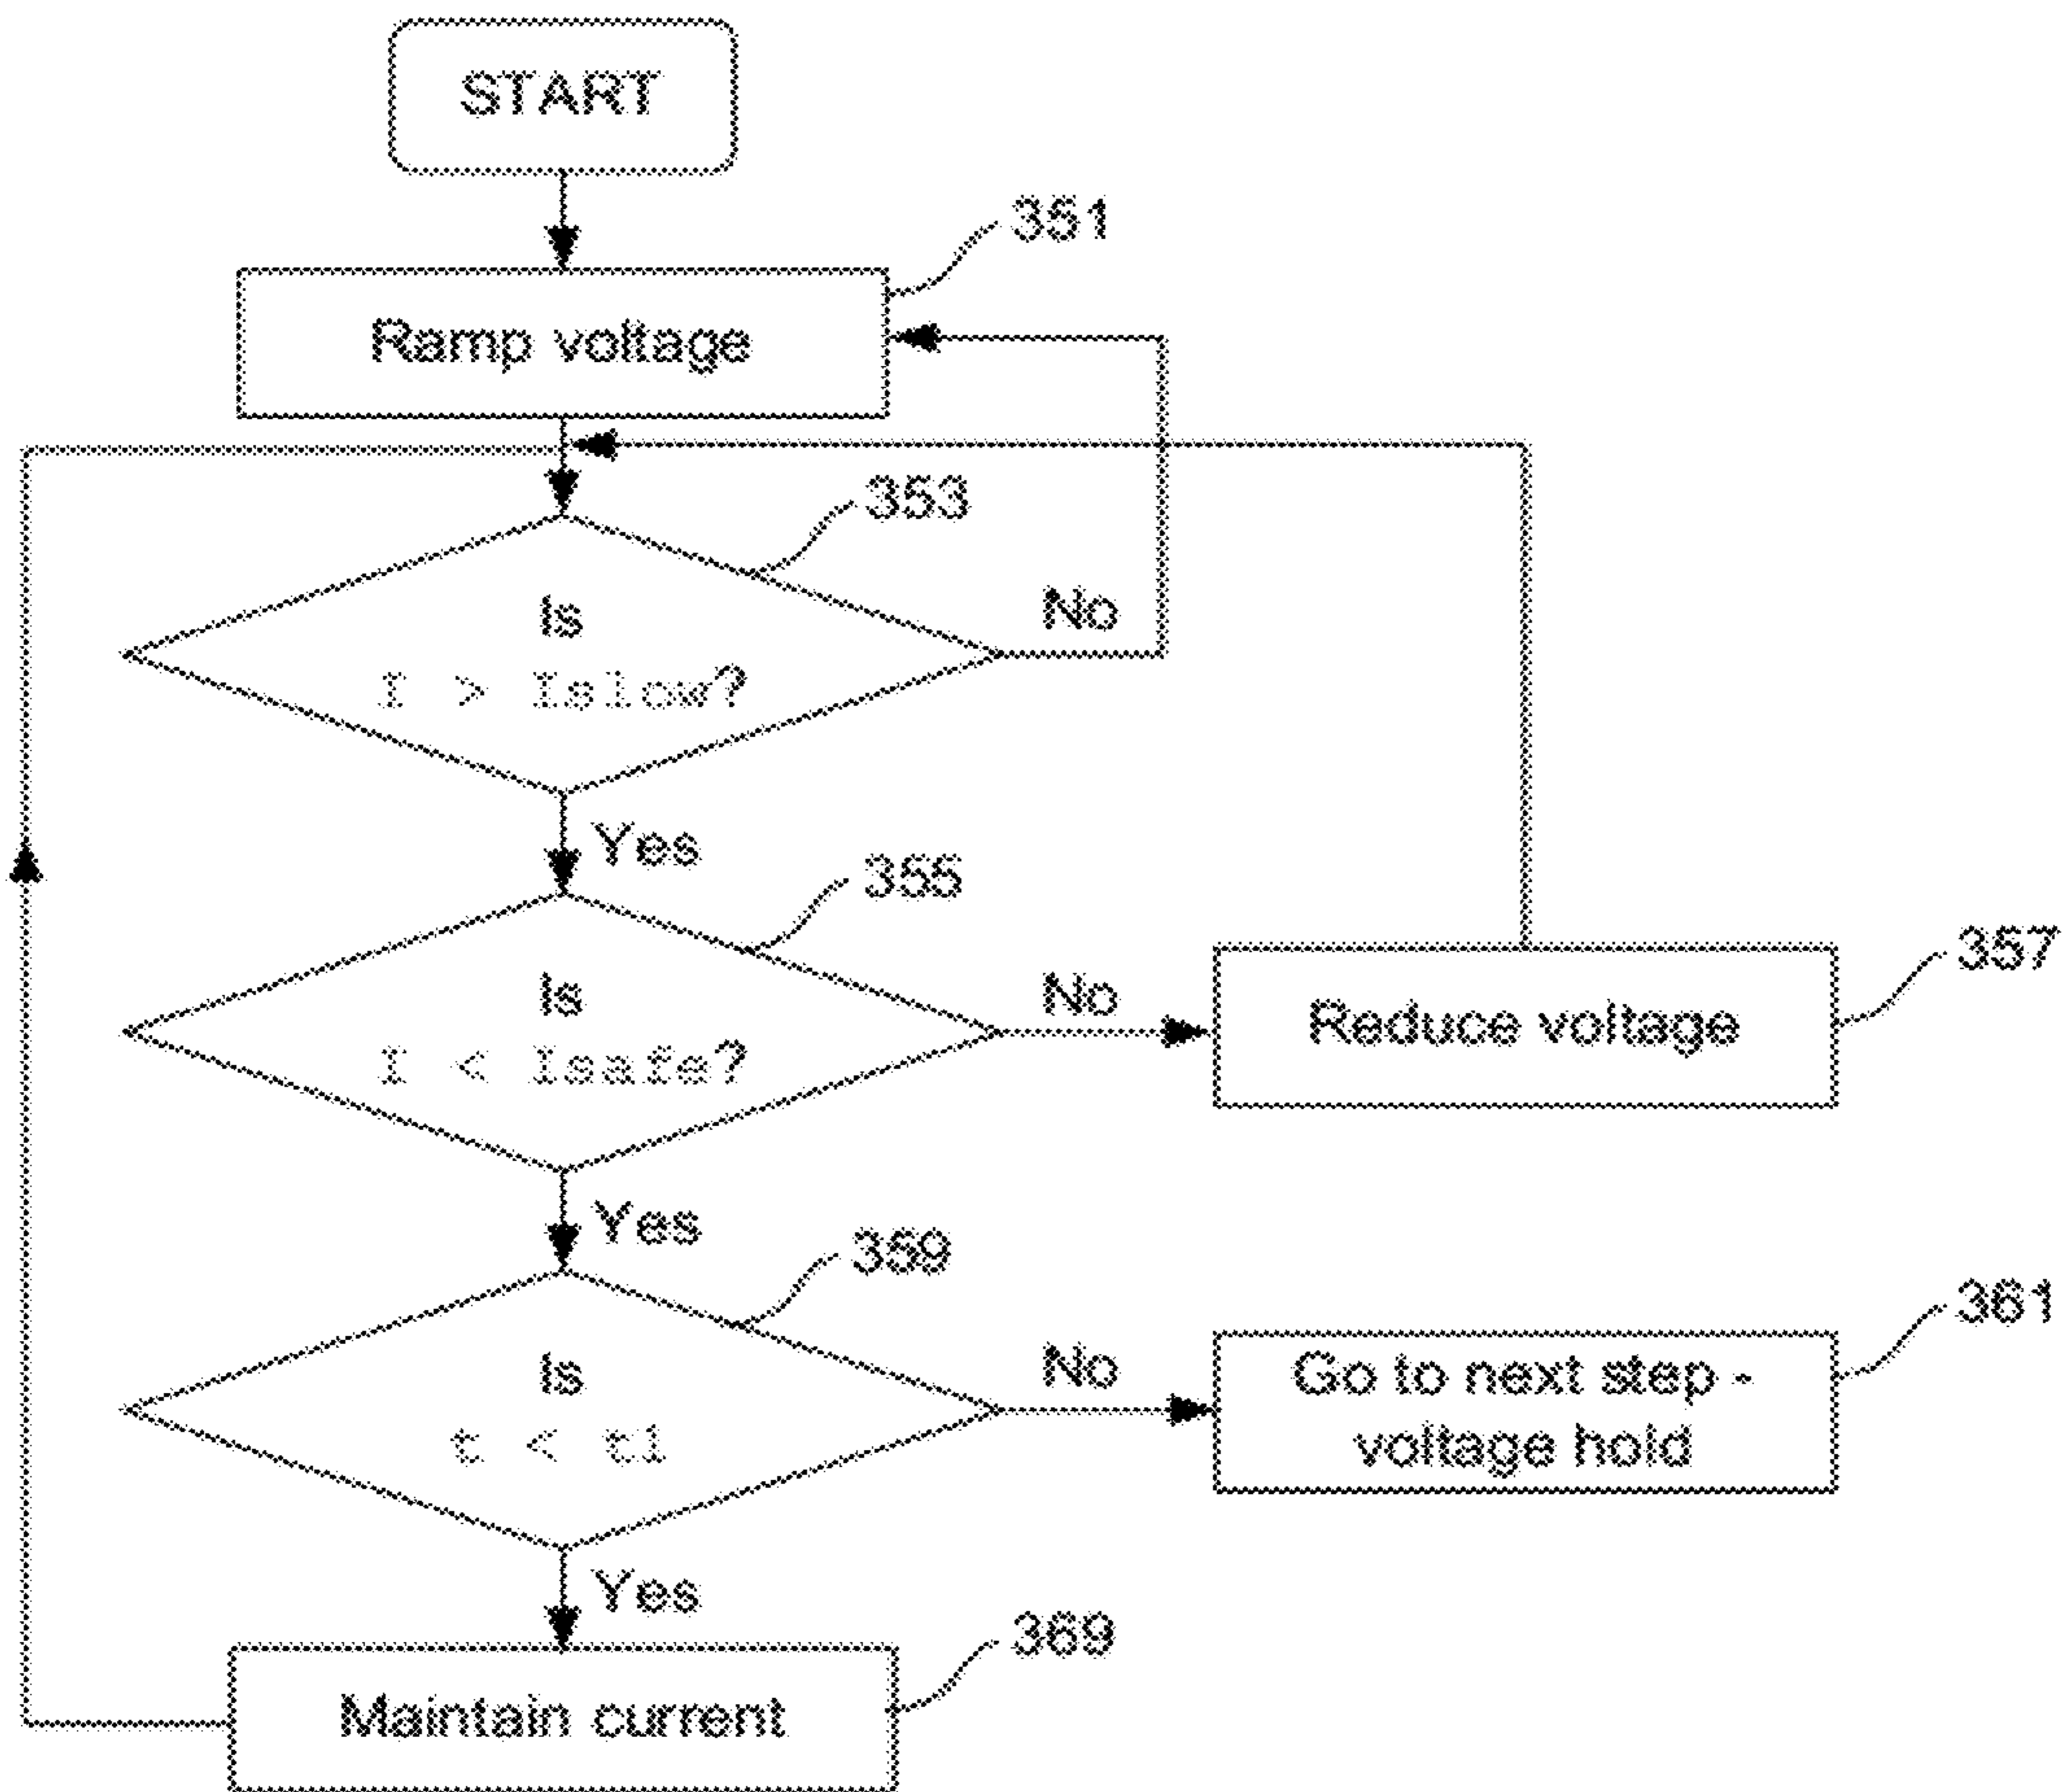 START
351
Ramp voltage
353
Is
No
I > Islow?
Yes
355
Is
No
I < Isafe?
357
Reduce voltage
Yes
359
Is
No
t < t1
361
Go to next step -
voltage hold
Yes
369
Maintain current